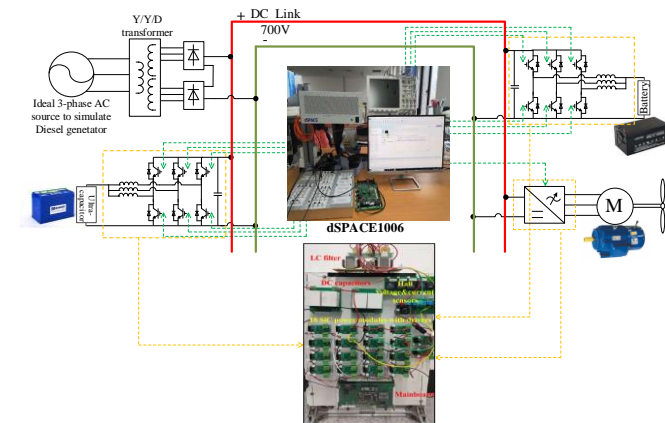 Y/Y/D
transformer
+ DC Link
700V
-
Ideal 3-phase AC
source to simulate
Diesel genetator
Battery
Ultra-
capacitor
M
dSPACE1006
LC filter
DC capacitors
Hall
voltage&current
sensors
SiC power modules with drivers
Mainboard